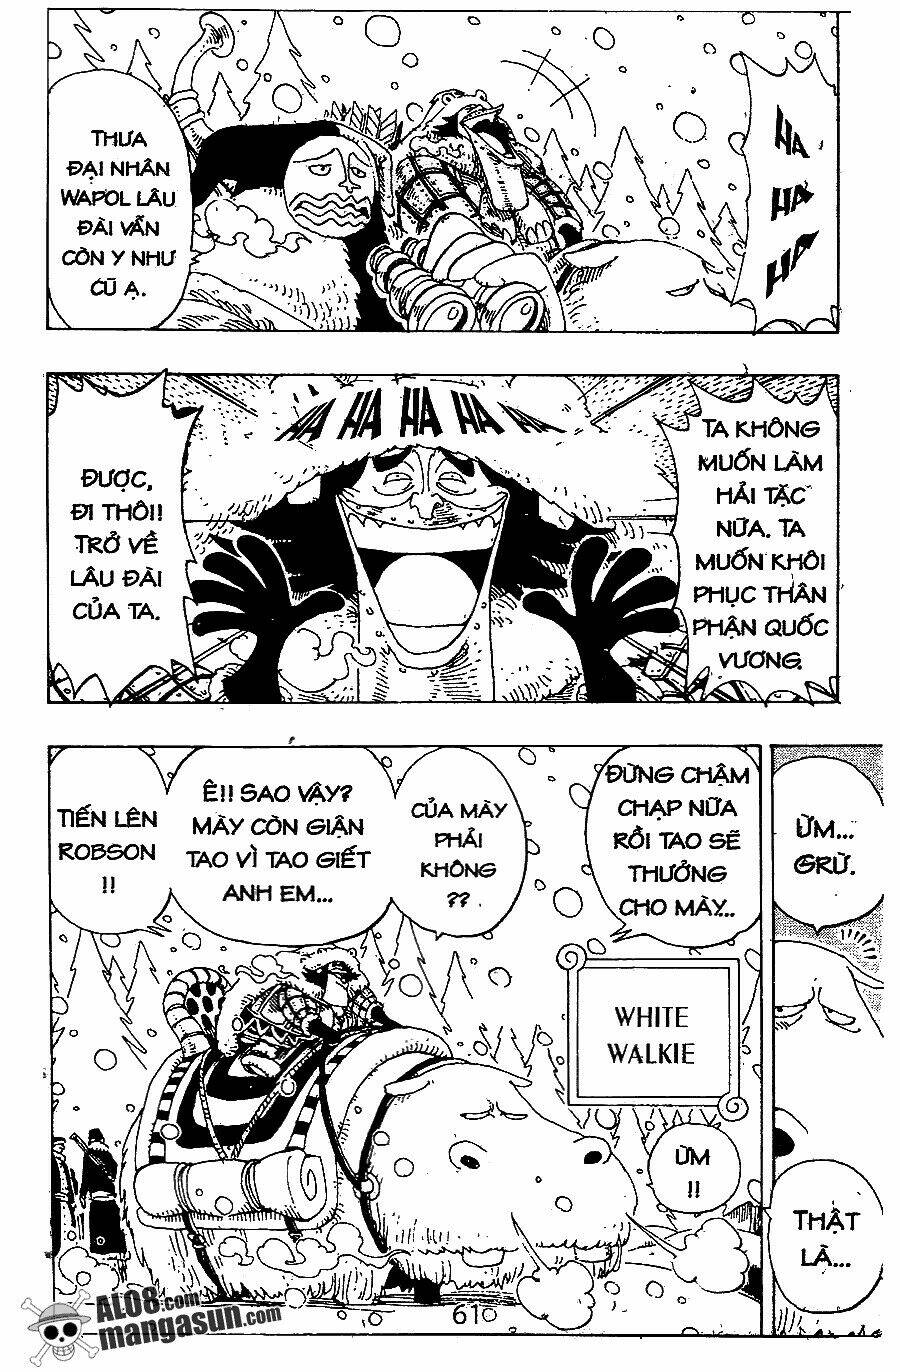 HA
HA
HA
THƯA
ĐẠI NHÂN
WAPOL LÂU
ĐÀI VẪN
CÒN Y NHƯ
CŨ Ạ.
HA HA HA HA HA
TA KHÔNG
MUỐN LÀM
HẢI TẶC
NỮA. TA
MUỐN KHÔI
PHỤC THÂN
PHẬN QUỐC
VƯƠNG.
ĐƯỢC,
ĐI THÔI!
TRỞ VỀ
LÂU ĐÀI
CỦA TA.
ỪM...
GRỪ.
THẬT
LÀ...
ĐỪNG CHẬM
CHẠP NỮA
RỒI TAO SẼ
THƯỞNG
CHO MÀY...
CỦA MÀY
PHẢI
KHÔNG
??
Ê!! SAO VẬY?
MÀY CÒN GIẬN
TAO VÌ TAO GIẾT
ANH EM...
TIẾN LÊN
ROBSON
!!
WHITE
WALKIE
ỪM
!!
61
ALO8.com
mangasun.com